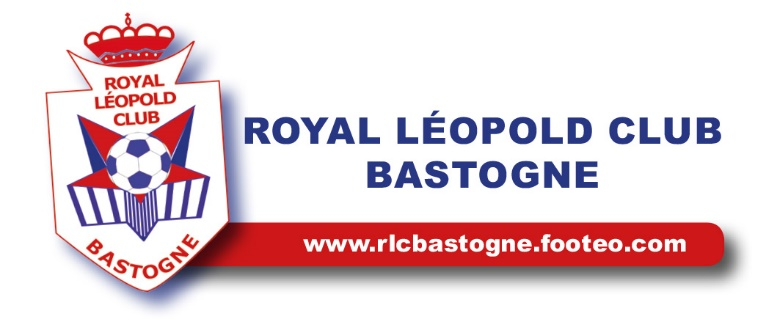 ROYAL
LÉOPOLD
CLUB
BASTOGNE
ROYAL LÉOPOLD CLUB
BASTOGNE
www.rlcbastogne.footeo.com